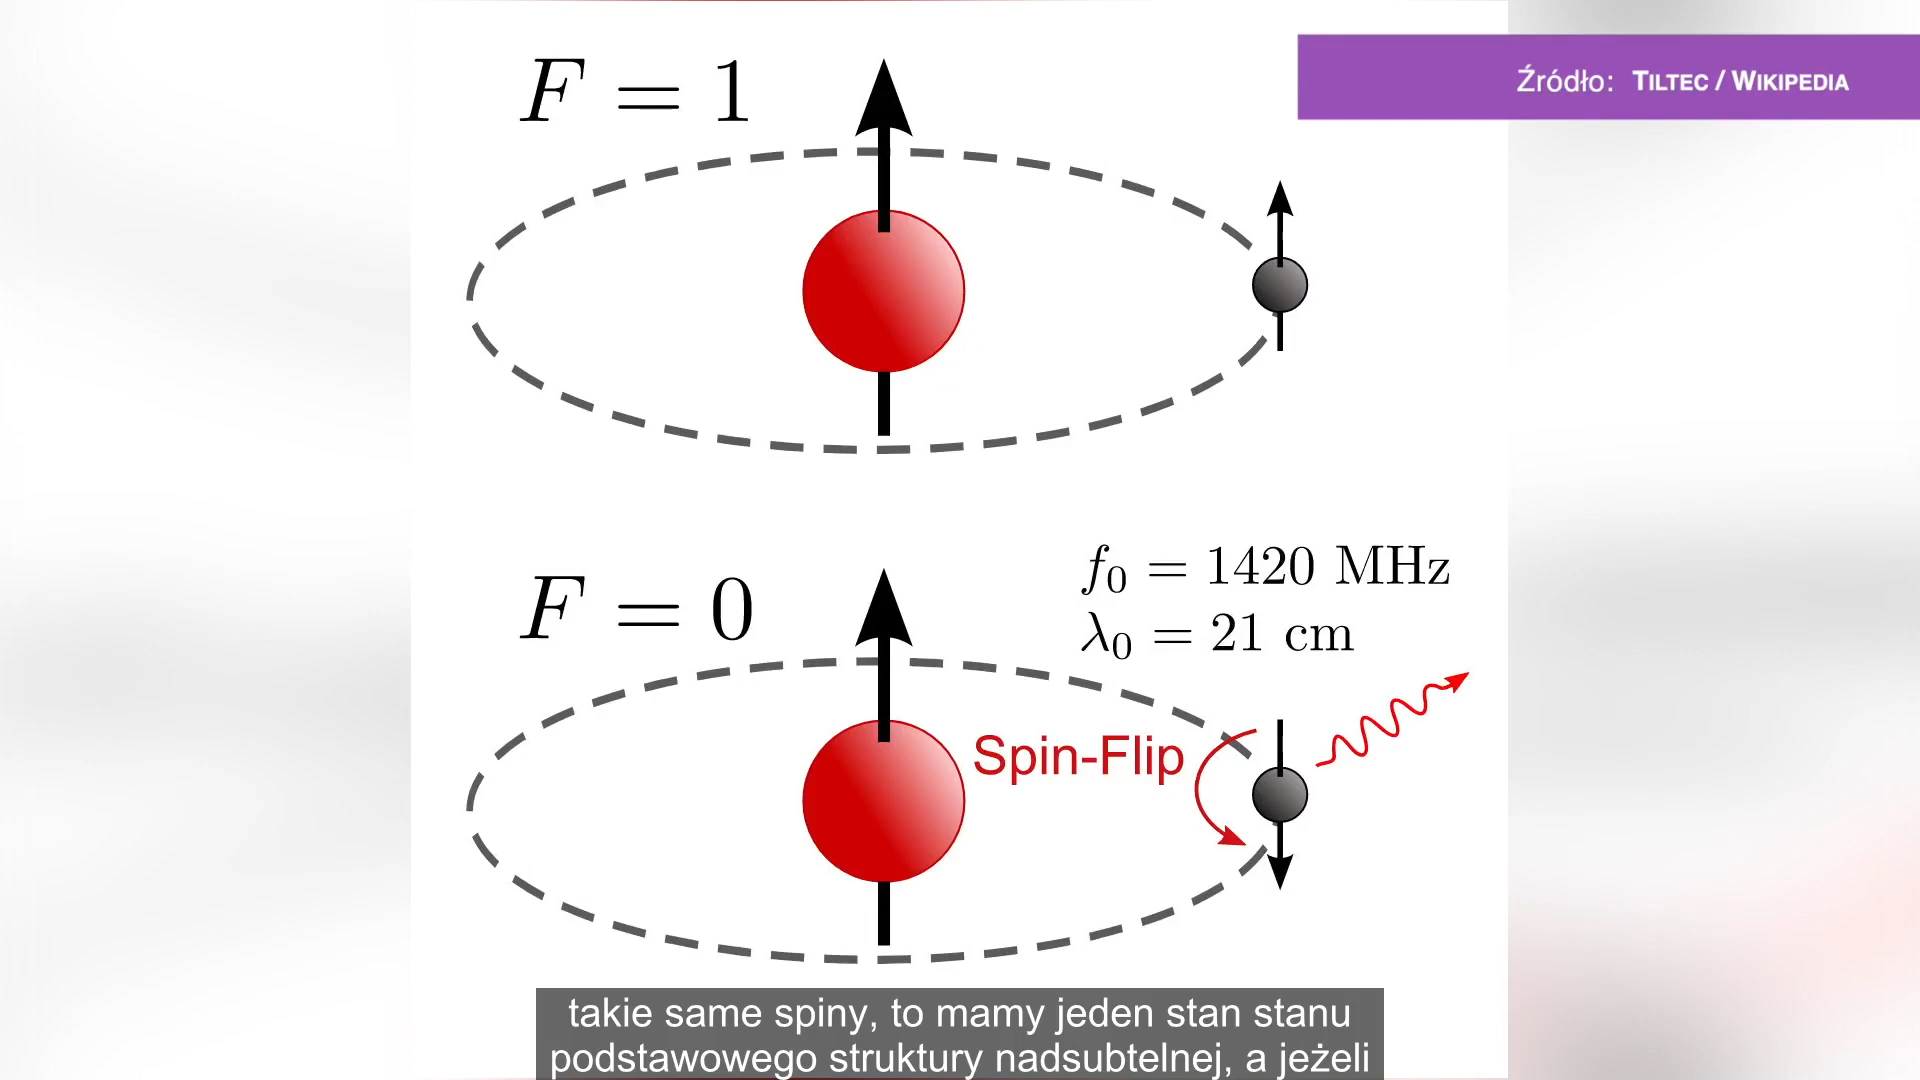 F = 1
Źródło: TILTEC / WIKIPEDIA
F = 0
f₀ = 1420 MHz
λ₀ = 21 cm
Spin-Flip
takie same spiny, to mamy jeden stan stanu
podstawowego struktury nadsubtelnej, a jeżeli